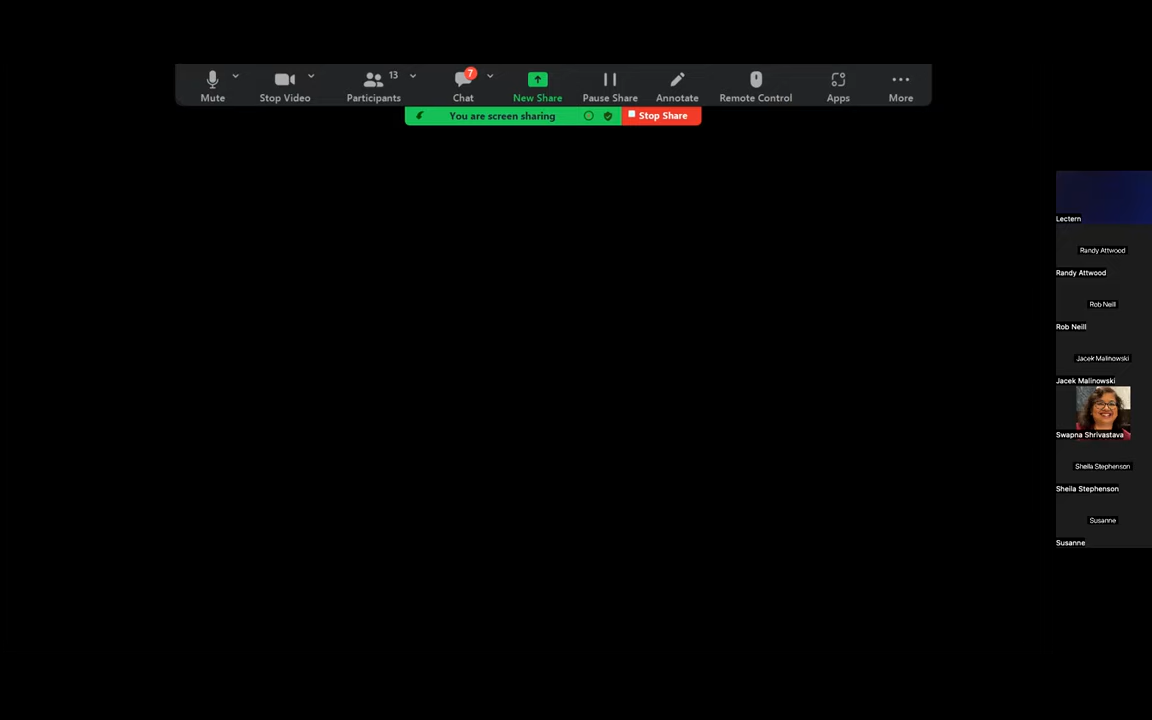 13
7
Mute
Stop Video
Participants
Chat
New Share
Pause Share
Annotate
Remote Control
Apps
More
You are screen sharing
Stop Share
Lectern
Randy Attwood
Randy Attwood
Rob Neill
Rob Neill
Jacek Malinowski
Jacek Malinowski
Swapna Shrivastava
Sheila Stephenson
Sheila Stephenson
Susanne
Susanne